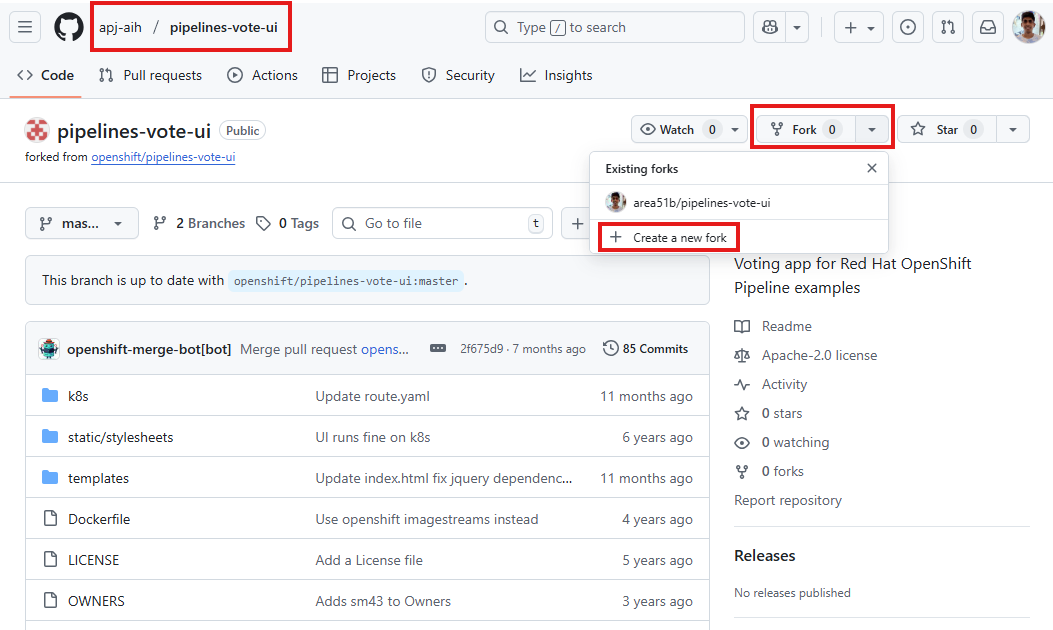 apj-aih / pipelines-vote-ui
Type / to search
Code Pull requests Actions Projects Security Insights
pipelines-vote-ui Public
Watch 0 Fork 0 Star 0
forked from openshift/pipelines-vote-ui
Existing forks
area51b/pipelines-vote-ui
Create a new fork
mas... 2 Branches 0 Tags Go to file t
This branch is up to date with openshift/pipelines-vote-ui:master .
openshift-merge-bot[bot] Merge pull request opens... 2f675d9 · 7 months ago 85 Commits
k8s Update route.yaml 11 months ago
static/stylesheets UI runs fine on k8s 6 years ago
templates Update index.html fix jquery dependenc... 11 months ago
Dockerfile Use openshift imagestreams instead 4 years ago
LICENSE Add a License file 5 years ago
OWNERS Adds sm43 to Owners 3 years ago
Voting app for Red Hat OpenShift
Pipeline examples
Readme
Apache-2.0 license
Activity
0 stars
0 watching
0 forks
Report repository
Releases
No releases published